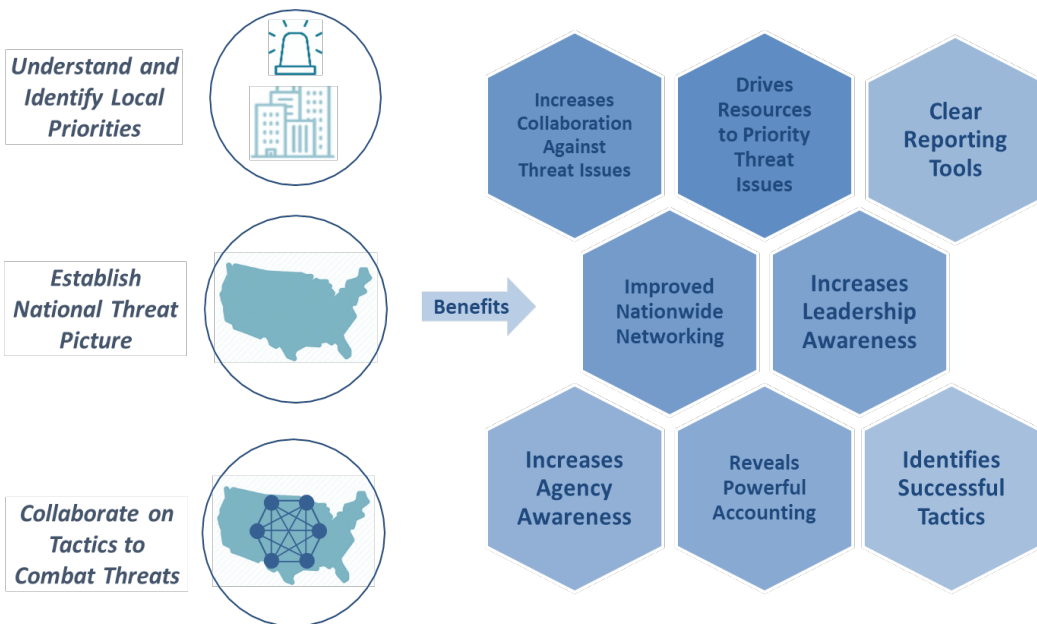 Understand and
Identify Local
Priorities
Establish
National Threat
Picture
Collaborate on
Tactics to
Combat Threats
Benefits
Increases
Collaboration
Against
Threat Issues
Drives
Resources
to Priority
Threat
Issues
Clear
Reporting
Tools
Improved
Nationwide
Networking
Increases
Leadership
Awareness
Increases
Agency
Awareness
Reveals
Powerful
Accounting
Identifies
Successful
Tactics